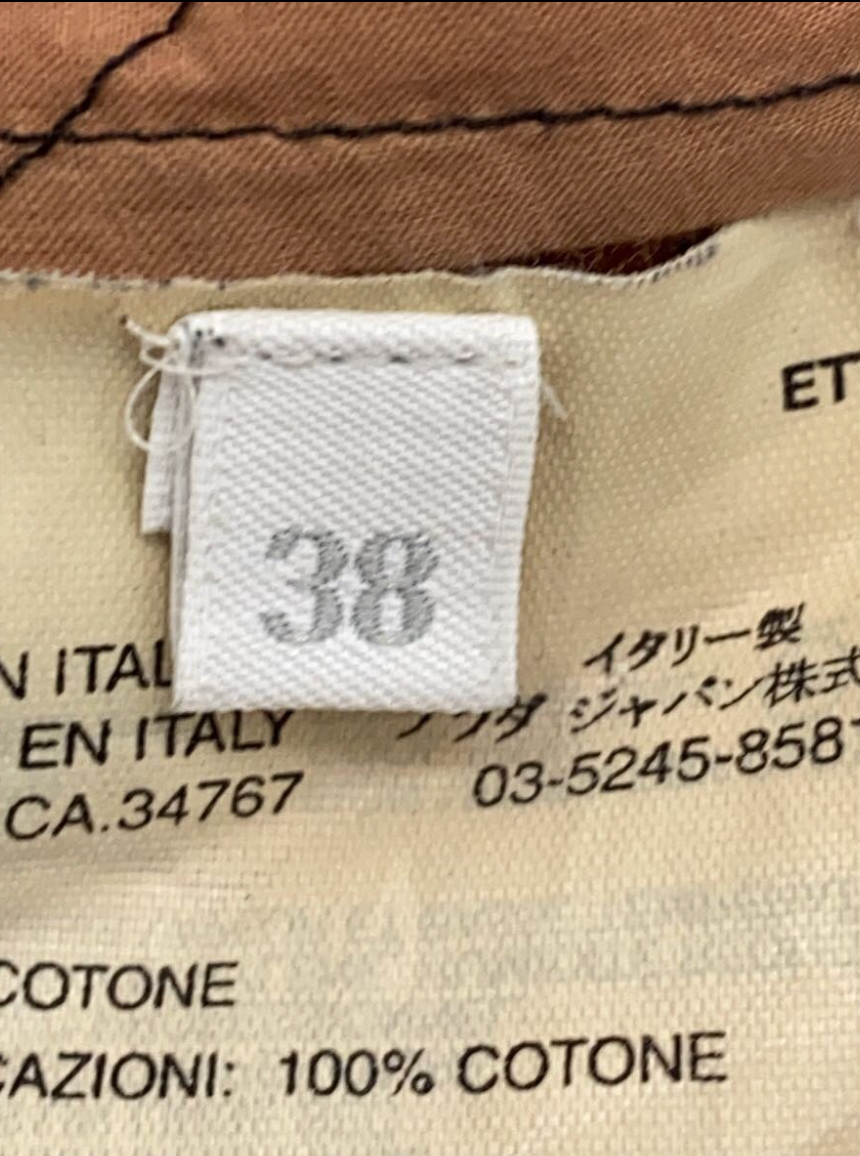 ET
38
N ITAL
イタリー製
EN ITALY
ジャパン株式
CA.34767
03-5245-858
COTONE
CAZIONI: 100% COTONE